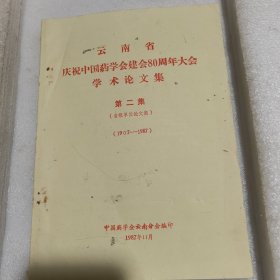 云南省
庆祝中国药学会建会80周年大会
学术论文集
第二集
(1907--1987)
中国药学会云南分会编印
1987年11月